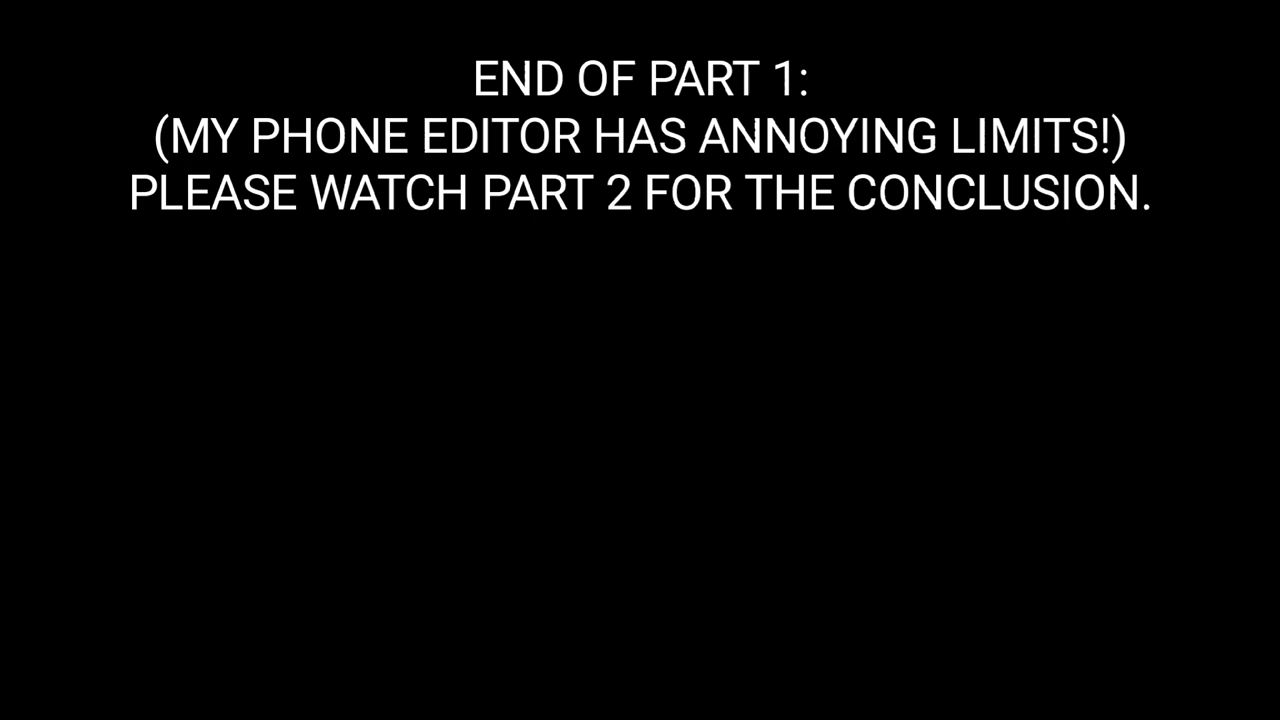 END OF PART 1:
(MY PHONE EDITOR HAS ANNOYING LIMITS!)
PLEASE WATCH PART 2 FOR THE CONCLUSION.